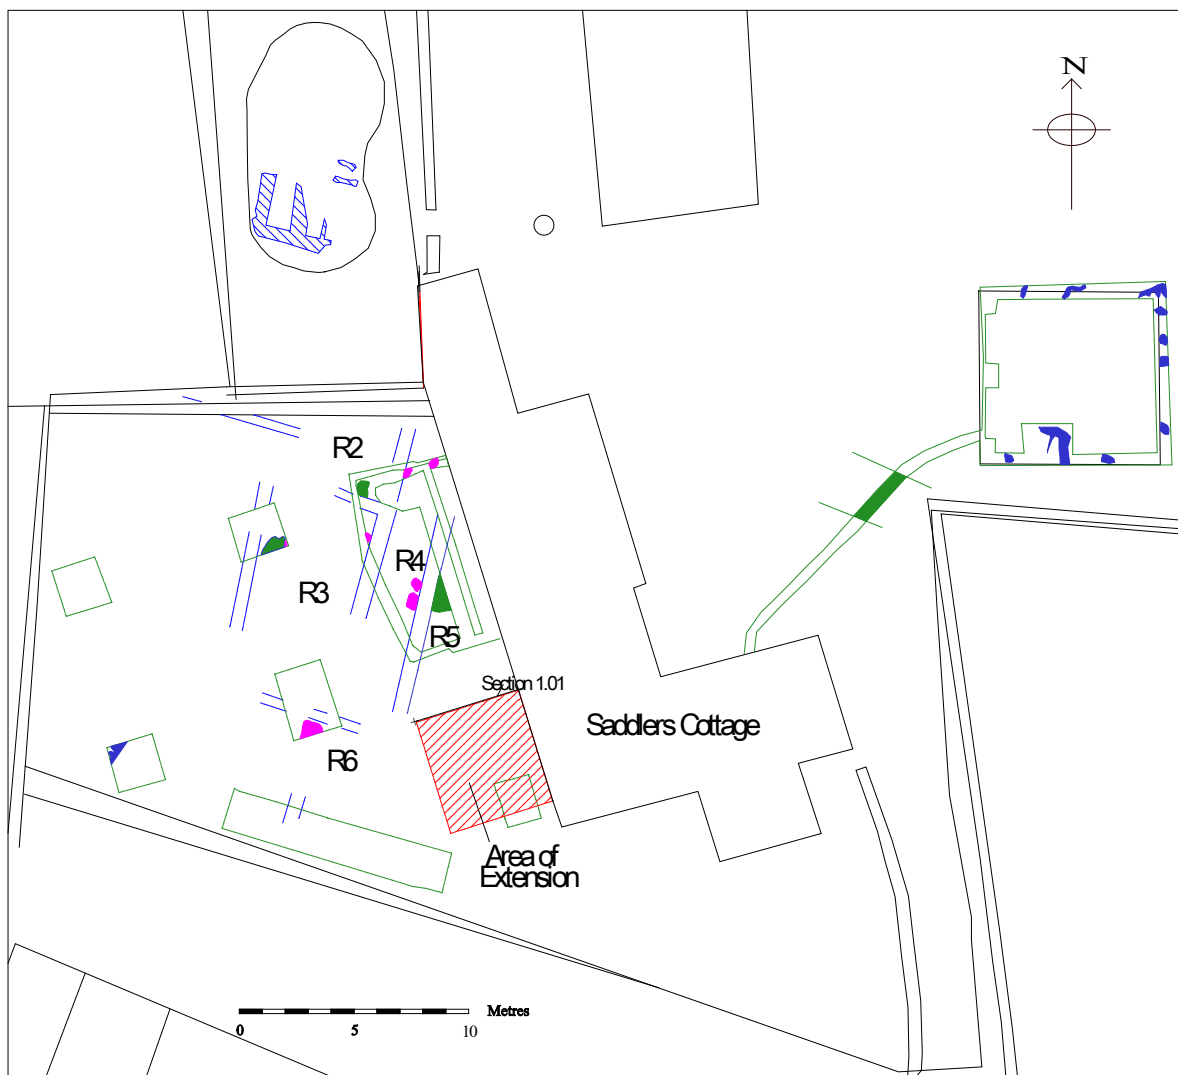 N
R2
R4
R3
R5
Section 1.01
Saddlers Cottage
R6
Area of
Extension
Metres
0 5 10